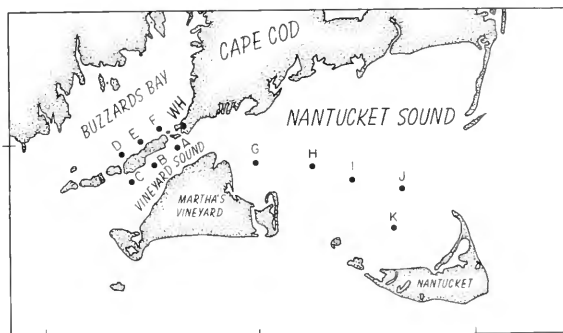 CAPE COD
BUZZARDS BAY
NANTUCKET SOUND
WH
F
E
D
A
B
C
VINEYARD SOUND
G
H
I
J
K
MARTHA'S
VINEYARD
NANTUCKET